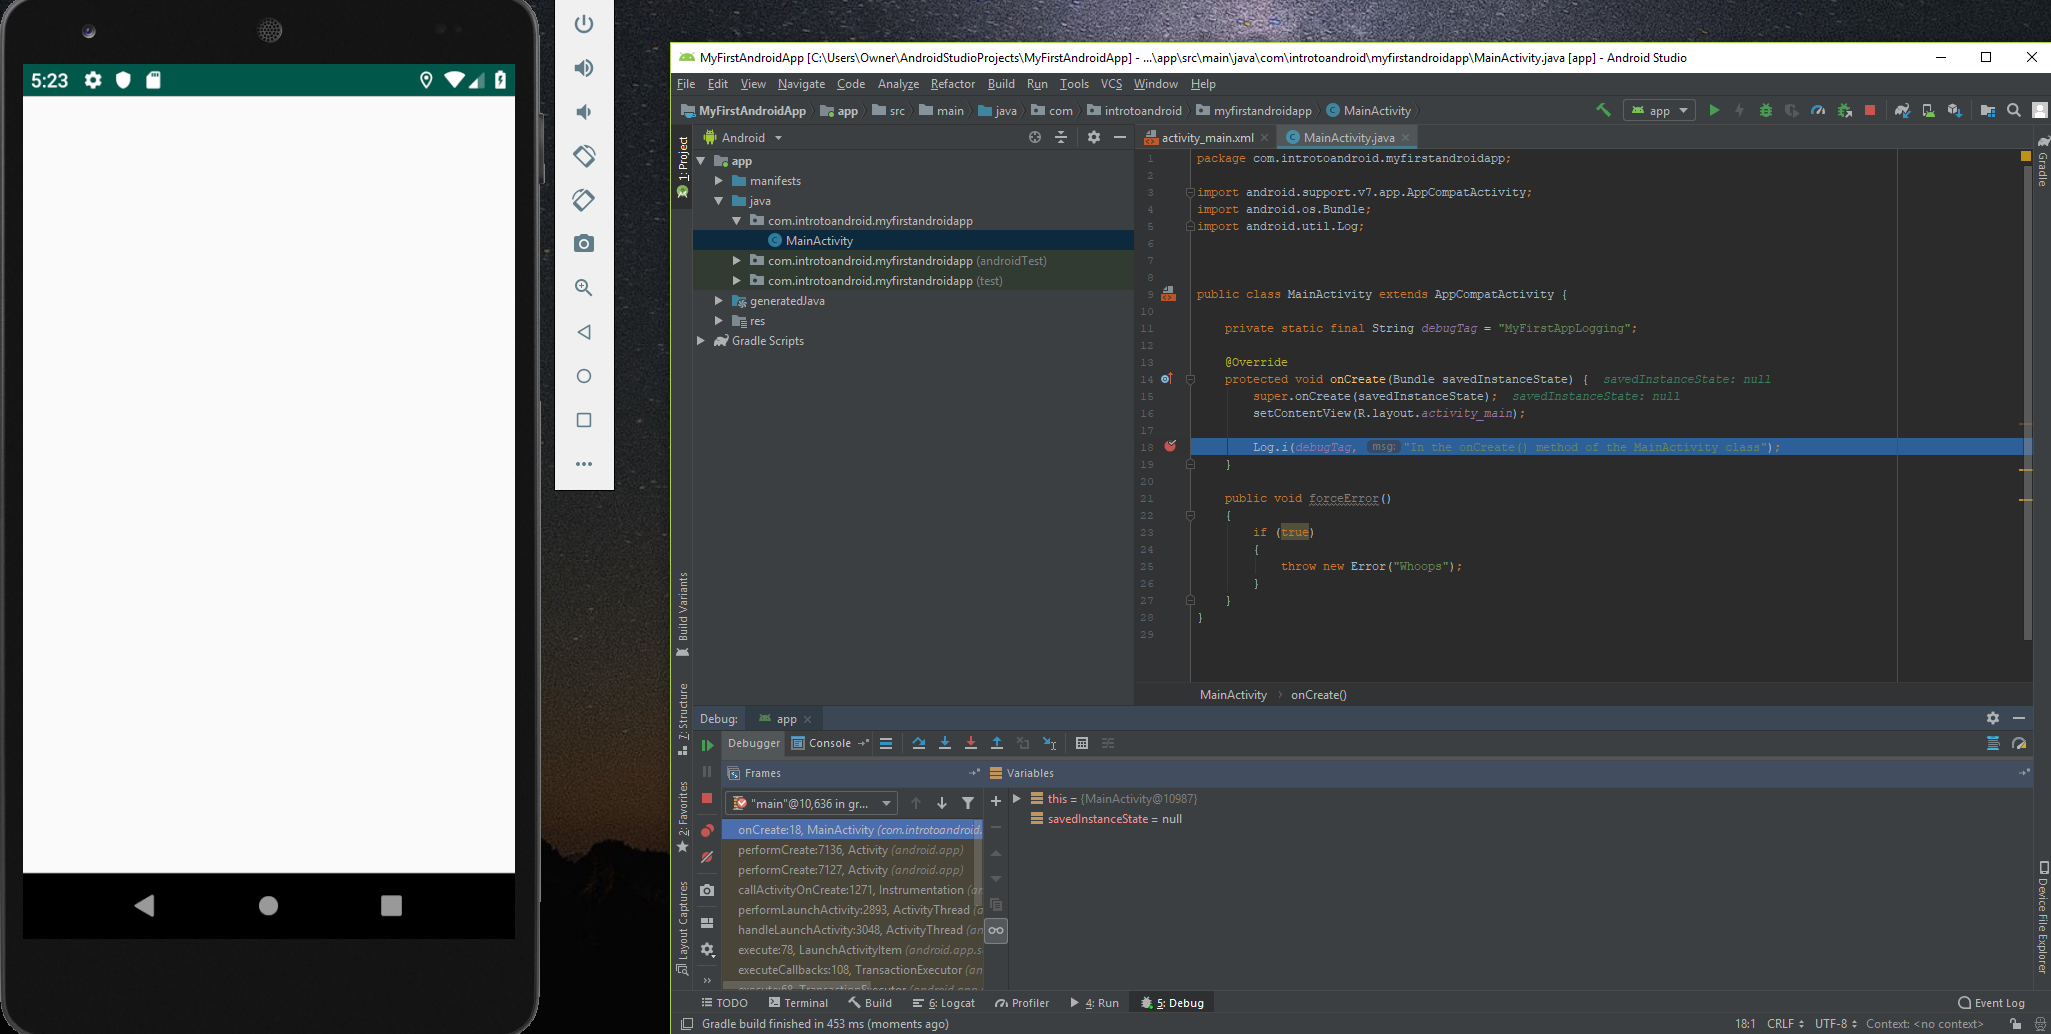 5:23
MyFirstAndroidApp [C:\Users\Owner\AndroidStudioProjects\MyFirstAndroidApp] - ...\app\src\main\java\com\introtoandroid\myfirstandroidapp\MainActivity.java [app] - Android Studio
File Edit View Navigate Code Analyze Refactor Build Run Tools VCS Window Help
MyFirstAndroidApp app src main java com introtoandroid myfirstandroidapp MainActivity
app
1: Project
Android
app
manifests
java
com.introtoandroid.myfirstandroidapp
MainActivity
com.introtoandroid.myfirstandroidapp (androidTest)
com.introtoandroid.myfirstandroidapp (test)
generatedJava
res
Gradle Scripts
Build Variants
7: Structure
2: Favorites
Layout Captures
activity_main.xml MainActivity.java
1 package com.introtoandroid.myfirstandroidapp;
2
3 import android.support.v7.app.AppCompatActivity;
4 import android.os.Bundle;
5 import android.util.Log;
6
7
8
9 public class MainActivity extends AppCompatActivity {
10
11 private static final String debugTag = "MyFirstAppLogging";
12
13 @Override
14 protected void onCreate(Bundle savedInstanceState) { savedInstanceState: null
15 super.onCreate(savedInstanceState); savedInstanceState: null
16 setContentView(R.layout.activity_main);
17
18 Log.i(debugTag, msg: "In the onCreate() method of the MainActivity class");
19 }
20
21 public void forceError()
22 {
23 if (true)
24 {
25 throw new Error("Whoops");
26 }
27 }
28 }
29
MainActivity › onCreate()
Gradle
Device File Explorer
Debug: app
Debugger Console
Frames
"main"@10,636 in gr...
onCreate:18, MainActivity (com.introtoandroid.
performCreate:7136, Activity (android.app)
performCreate:7127, Activity (android.app)
callActivityOnCreate:1271, Instrumentation (an
performLaunchActivity:2893, ActivityThread (a
handleLaunchActivity:3048, ActivityThread (a
execute:78, LaunchActivityItem (android.app.s
executeCallbacks:108, TransactionExecutor (an
Variables
this = {MainActivity@10987}
savedInstanceState = null
TODO Terminal Build 6: Logcat Profiler 4: Run 5: Debug Event Log
Gradle build finished in 453 ms (moments ago) 18:1 CRLF UTF-8 Context: <no context>